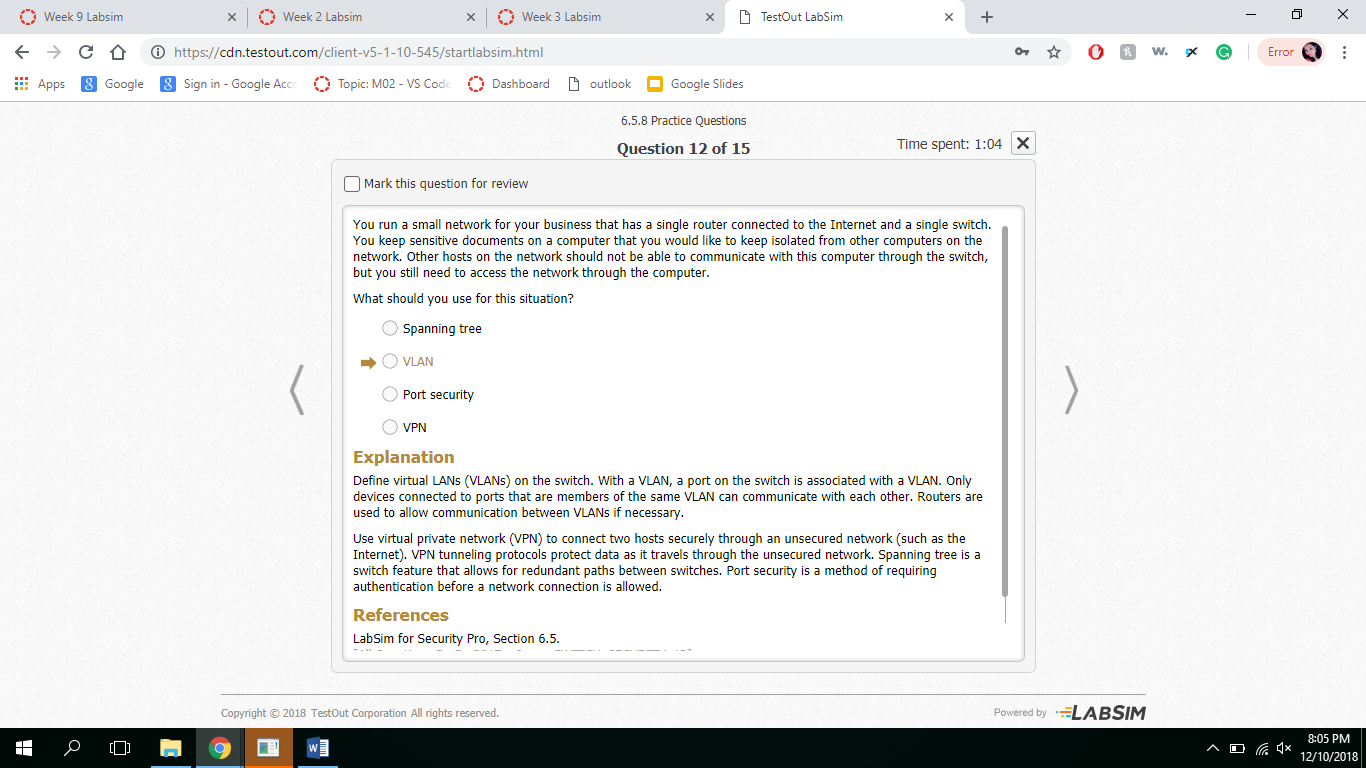 Week 9 Labsim
Week 2 Labsim
Week 3 Labsim
TestOut LabSim
https://cdn.testout.com/client-v5-1-10-545/startlabsim.html
Error
Apps
Google
Sign in - Google Acco
Topic: M02 - VS Code
Dashboard
outlook
Google Slides
6.5.8 Practice Questions
Question 12 of 15
Time spent: 1:04
Mark this question for review
You run a small network for your business that has a single router connected to the Internet and a single switch.
You keep sensitive documents on a computer that you would like to keep isolated from other computers on the
network. Other hosts on the network should not be able to communicate with this computer through the switch,
but you still need to access the network through the computer.
What should you use for this situation?
Spanning tree
VLAN
Port security
VPN
Explanation
Define virtual LANs (VLANs) on the switch. With a VLAN, a port on the switch is associated with a VLAN. Only
devices connected to ports that are members of the same VLAN can communicate with each other. Routers are
used to allow communication between VLANs if necessary.
Use virtual private network (VPN) to connect two hosts securely through an unsecured network (such as the
Internet). VPN tunneling protocols protect data as it travels through the unsecured network. Spanning tree is a
switch feature that allows for redundant paths between switches. Port security is a method of requiring
authentication before a network connection is allowed.
References
LabSim for Security Pro, Section 6.5.
Copyright © 2018 TestOut Corporation All rights reserved.
Powered by LABSIM
8:05 PM
12/10/2018